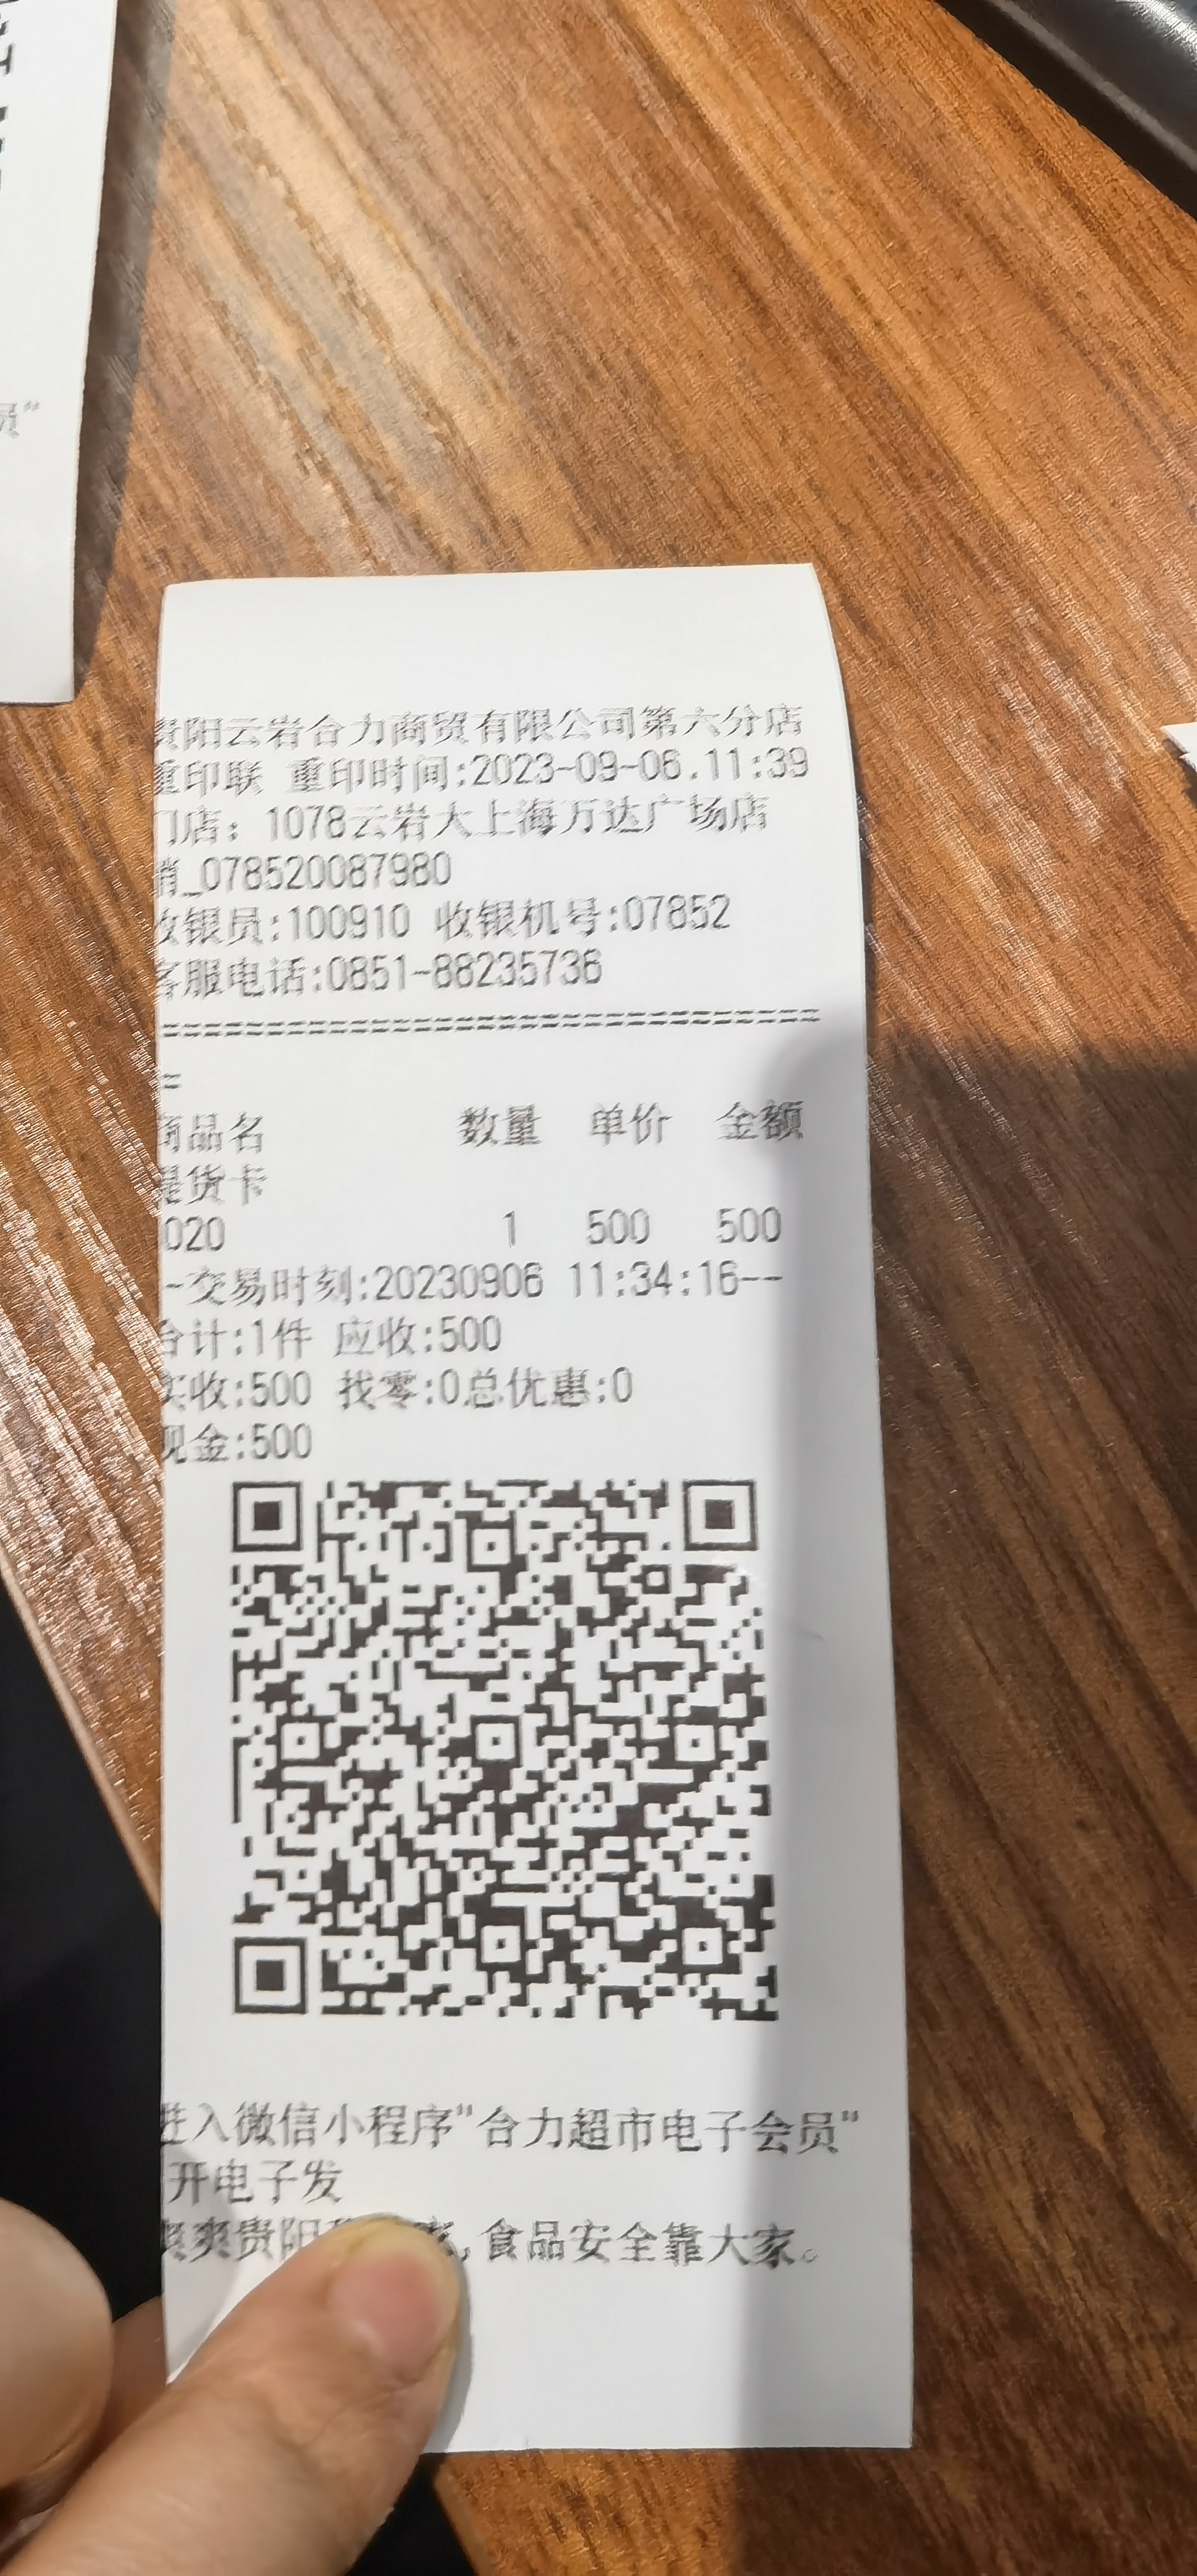 贵阳云岩合力商贸有限公司第六分店
重印联 重印时间:2023-09-06.11:39
门店：1078云岩大上海万达广场店
销_078520087980
收银员:100910 收银机号:07852
客服电话:0851-88235736
================================
=
商品名 数量 单价 金额
提货卡
020 1 500 500
--交易时刻:20230906 11:34:16--
合计:1件 应收:500
实收:500 找零:0总优惠:0
现金:500
进入微信小程序"合力超市电子会员"
开电子发
爽爽贵阳 ,食品安全靠大家。
员"